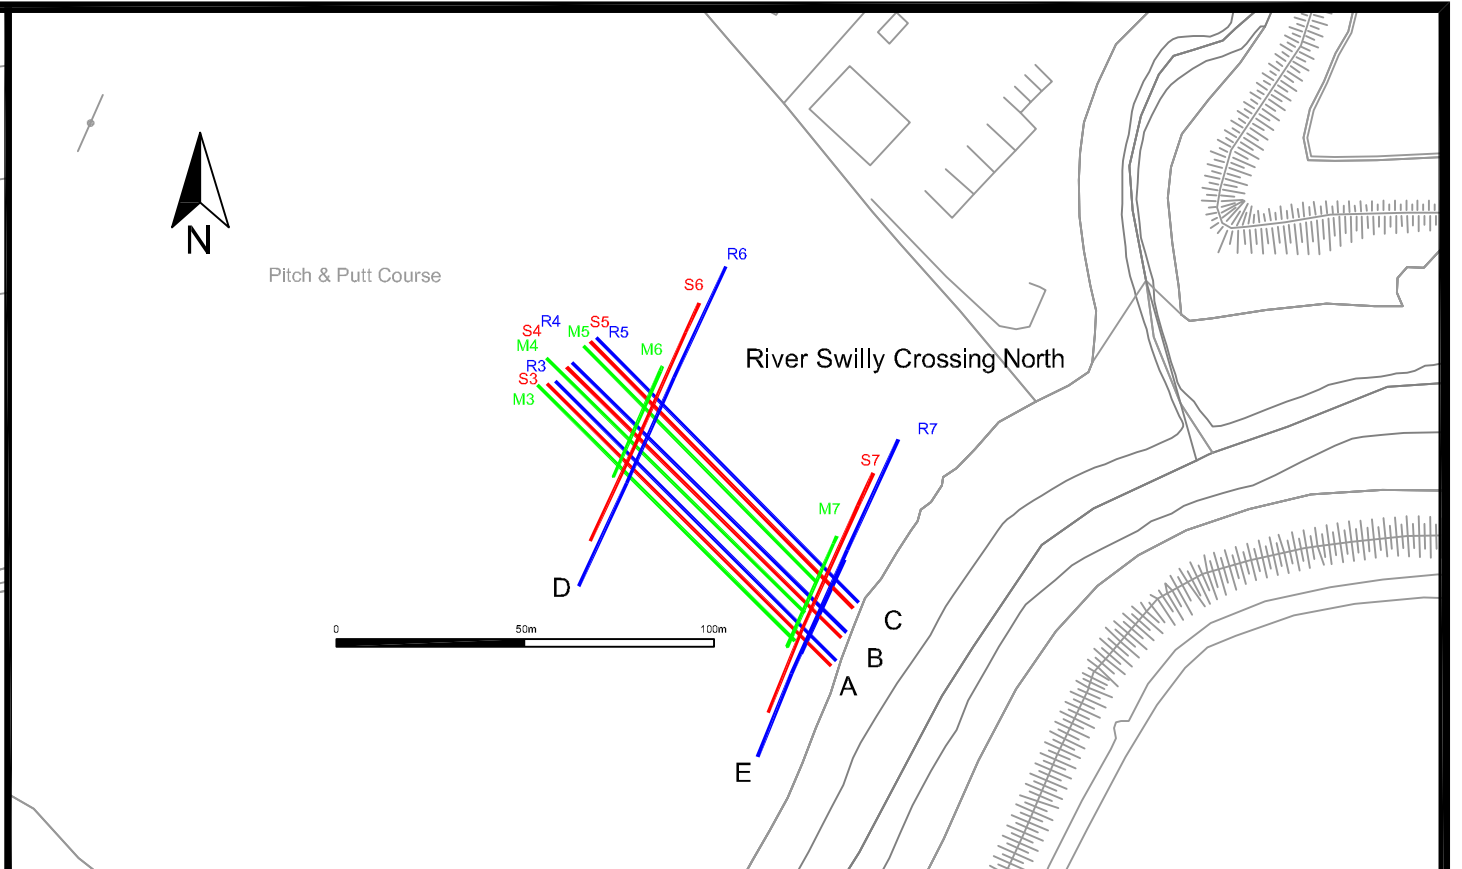 N
Pitch & Putt Course
R6
S6
R4
S5
S4
M5
R5
M4
M6
R3
S3
M3
River Swilly Crossing North
R7
S7
M7
D
0
50m
100m
C
B
A
E